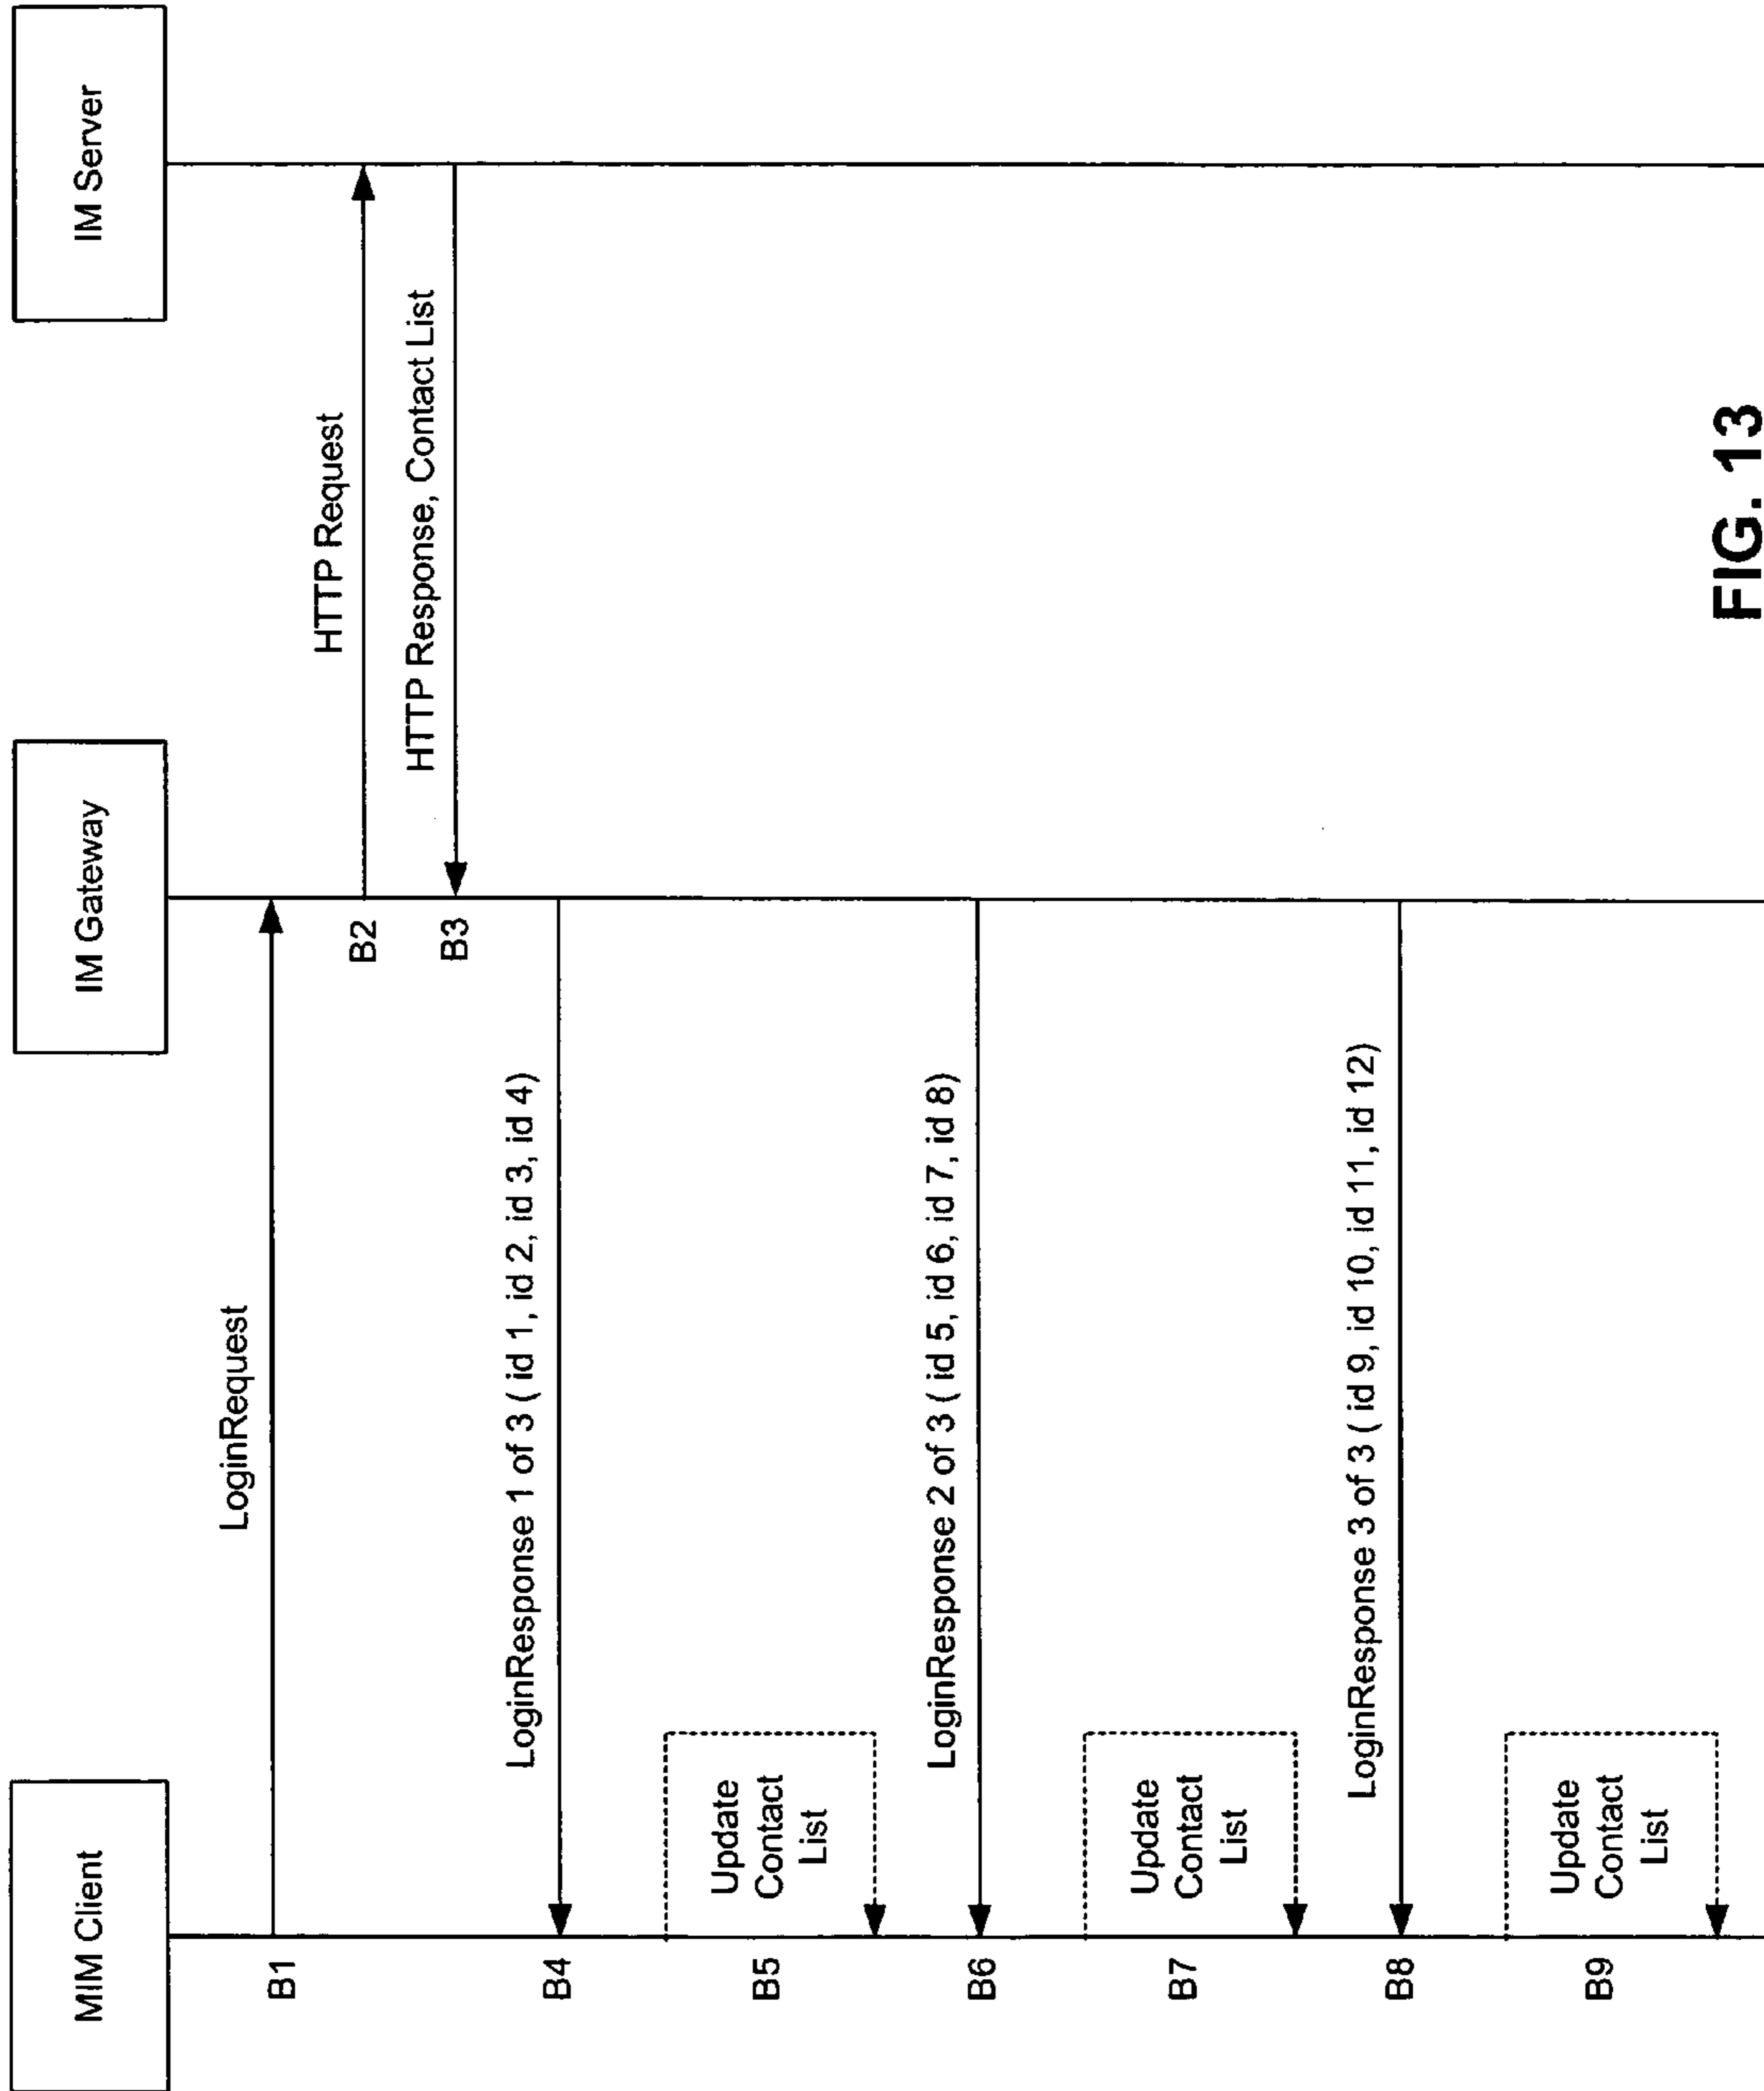 MIM Client
IM Gateway
IM Server
B1
LoginRequest
HTTP Request
B2
HTTP Response, Contact List
B3
LoginResponse 1 of 3 ( id 1, id 2, id 3, id 4)
B4
B5
Update
Contact
List
LoginResponse 2 of 3 ( id 5, id 6, id 7, id 8)
B6
B7
Update
Contact
List
LoginResponse 3 of 3 ( id 9, id 10, id 11, id 12)
B8
B9
Update
Contact
List
FIG. 13